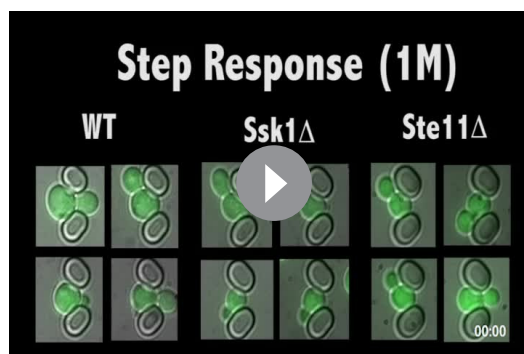 Step Response (1M)
WT Ssk1Δ Ste11Δ
00:00